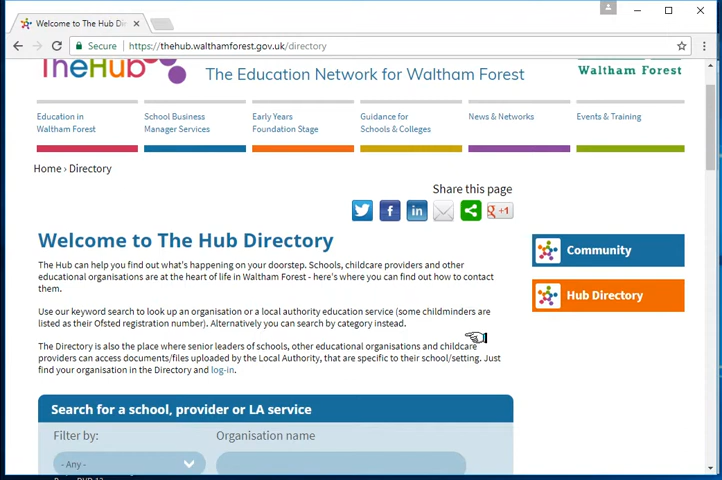 Welcome to The Hub Dire
Secure
https://thehub.walthamforest.gov.uk/directory
TheHub
The Education Network for Waltham Forest
Waltham Forest
Education in
Waltham Forest
School Business
Manager Services
Early Years
Foundation Stage
Guidance for
Schools & Colleges
News & Networks
Events & Training
Home › Directory
Share this page
g+1
Welcome to The Hub Directory
The Hub can help you find out what's happening on your doorstep. Schools, childcare providers and other
educational organisations are at the heart of life in Waltham Forest - here's where you can find out how to contact
them.
Use our keyword search to look up an organisation or a local authority education service (some childminders are
listed as their Ofsted registration number). Alternatively you can search by category instead.
The Directory is also the place where senior leaders of schools, other educational organisations and childcare
providers can access documents/files uploaded by the Local Authority, that are specific to their school/setting. Just
find your organisation in the Directory and log-in.
Community
Hub Directory
Search for a school, provider or LA service
Filter by:
Organisation name
- Any -